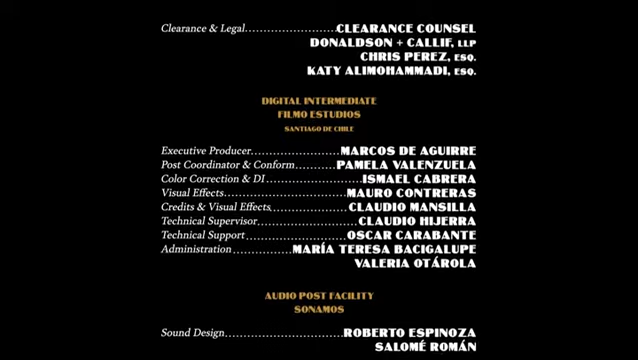 Clearance & Legal........................CLEARANCE COUNSEL
DONALDSON + CALLIF, LLP
CHRIS PEREZ, ESQ.
KATY ALIMOHAMMADI, ESQ.
DIGITAL INTERMEDIATE
FILMO ESTUDIOS
SANTIAGO DE CHILE
Executive Producer.......................MARCOS DE AGUIRRE
Post Coordinator & Conform...........PAMELA VALENZUELA
Color Correction & DI.........................ISMAEL CABRERA
Visual Effects................................MAURO CONTRERAS
Credits & Visual Effects....................CLAUDIO MANSILLA
Technical Supervisor..........................CLAUDIO HIJERRA
Technical Support..........................OSCAR CARABANTE
Administration................MARÍA TERESA BACIGALUPE
VALERIA OTÁROLA
AUDIO POST FACILITY
SONAMOS
Sound Design...............................ROBERTO ESPINOZA
SALOMÉ ROMÁN